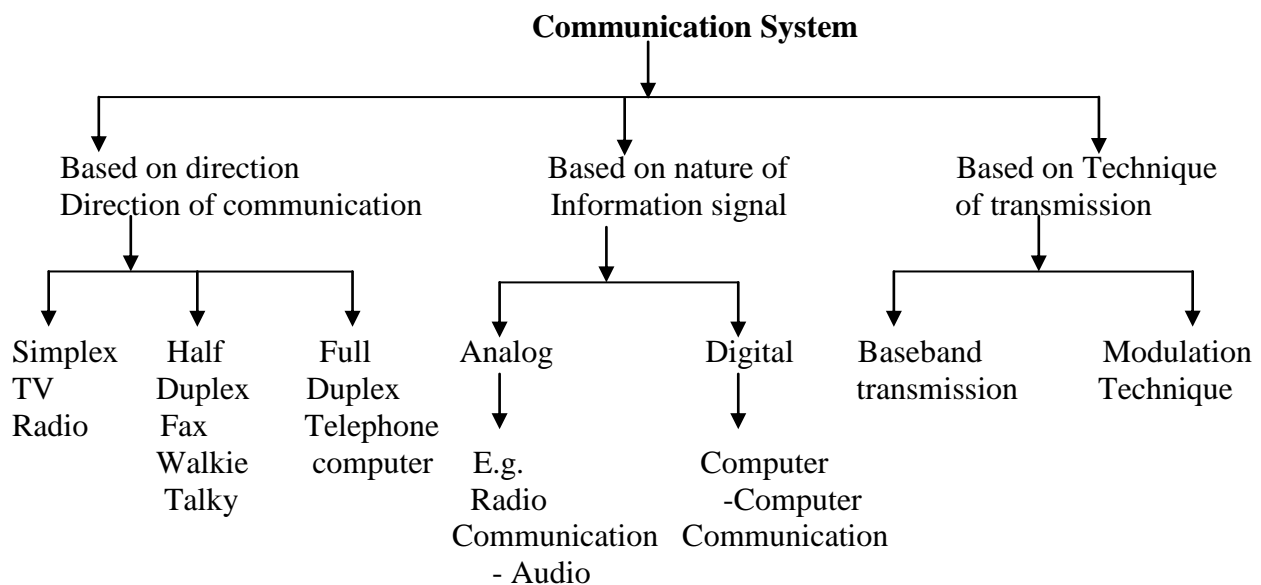 Communication System
Based on direction
Direction of communication
Based on nature of
Information signal
Based on Technique
of transmission
Simplex
TV
Radio
Half
Duplex
Fax
Walkie
Talky
Full
Duplex
Telephone
computer
Analog
E.g.
Radio
Communication
- Audio
Digital
Computer
-Computer
Communication
Baseband
transmission
Modulation
Technique